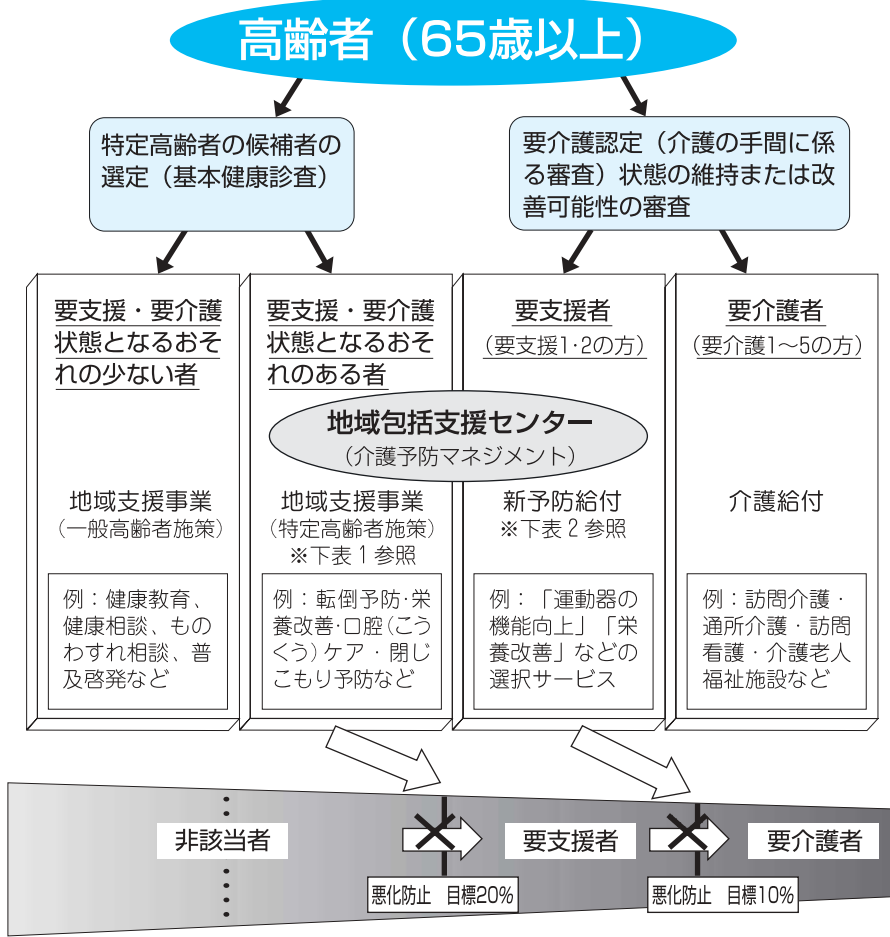 高齢者（65歳以上）
特定高齢者の候補者の
選定（基本健康診査）
要介護認定（介護の手間に係
る審査）状態の維持または改
善可能性の審査
要支援・要介護
状態となるおそ
れの少ない者
地域支援事業
（一般高齢者施策）
例：健康教育、
健康相談、もの
わすれ相談、普
及啓発など
要支援・要介護
状態となるおそ
れのある者
地域支援事業
（特定高齢者施策）
※下表１参照
例：転倒予防・栄
養改善・口腔（こう
くう）ケア・閉じ
こもり予防など
要支援者
（要支援1・2の方）
新予防給付
※下表２参照
例：「運動器の
機能向上」「栄
養改善」などの
選択サービス
要介護者
（要介護1〜5の方）
介護給付
例：訪問介護・
通所介護・訪問
看護・介護老人
福祉施設など
地域包括支援センター
（介護予防マネジメント）
非該当者
要支援者
要介護者
悪化防止　目標20%
悪化防止　目標10%